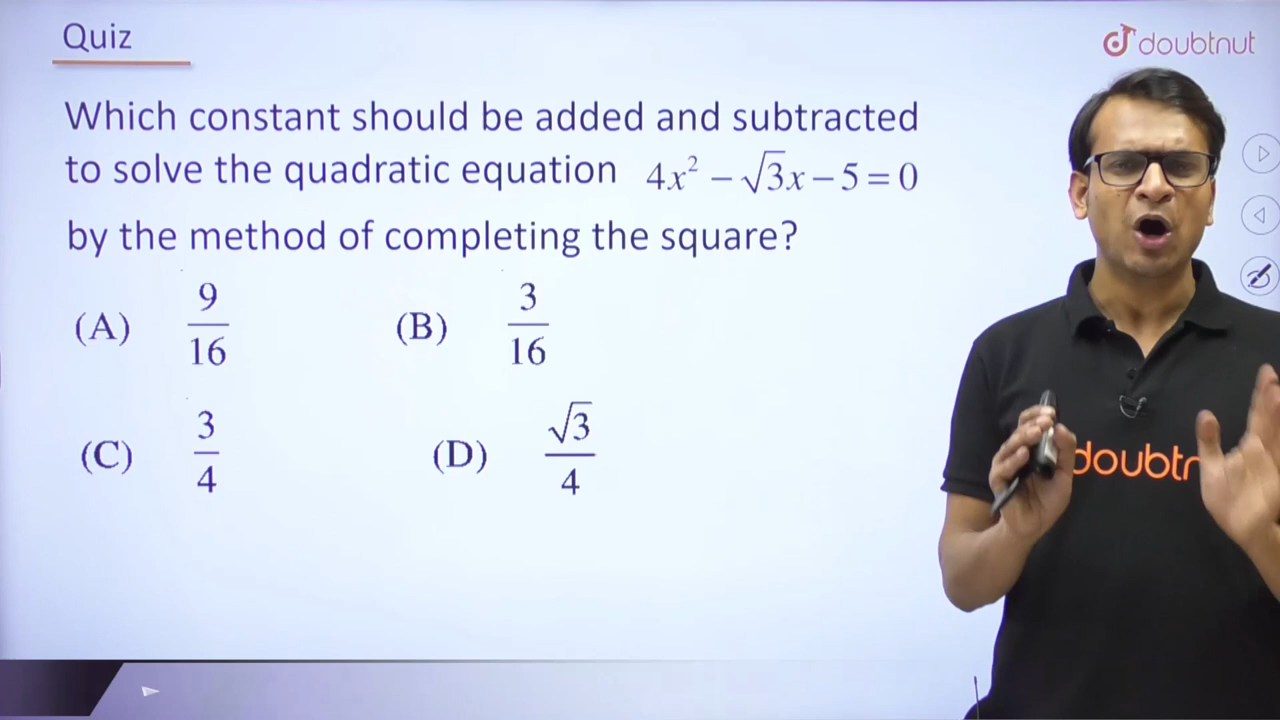 Quiz
doubtnut
Which constant should be added and subtracted
to solve the quadratic equation 4x² − √3x − 5 = 0
by the method of completing the square?
(A) 9/16 (B) 3/16
(C) 3/4 (D) √3/4
doubtn